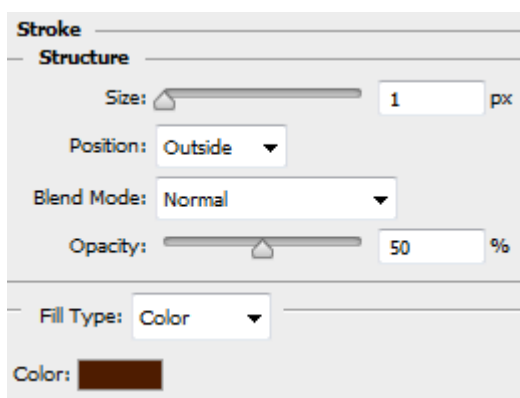 Stroke
Structure
Size: 1 px
Position: Outside
Blend Mode: Normal
Opacity: 50 %
Fill Type: Color
Color: